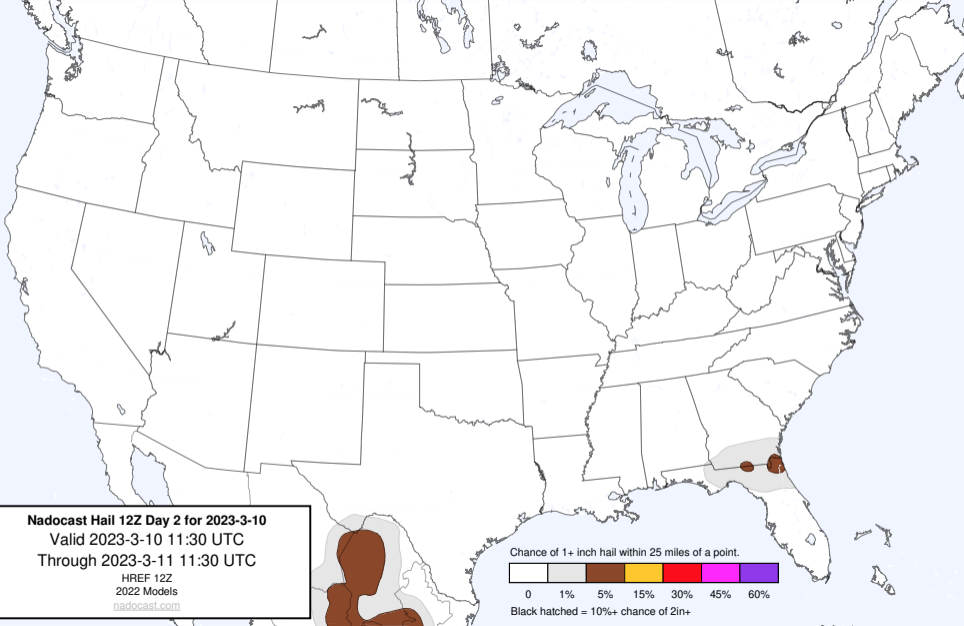 Nadocast Hail 12Z Day 2 for 2023-3-10
Valid 2023-3-10 11:30 UTC
Through 2023-3-11 11:30 UTC
HREF 12Z
2022 Models
nadocast.com
Chance of 1+ inch hail within 25 miles of a point.
0 1% 5% 15% 30% 45% 60%
Black hatched = 10%+ chance of 2in+